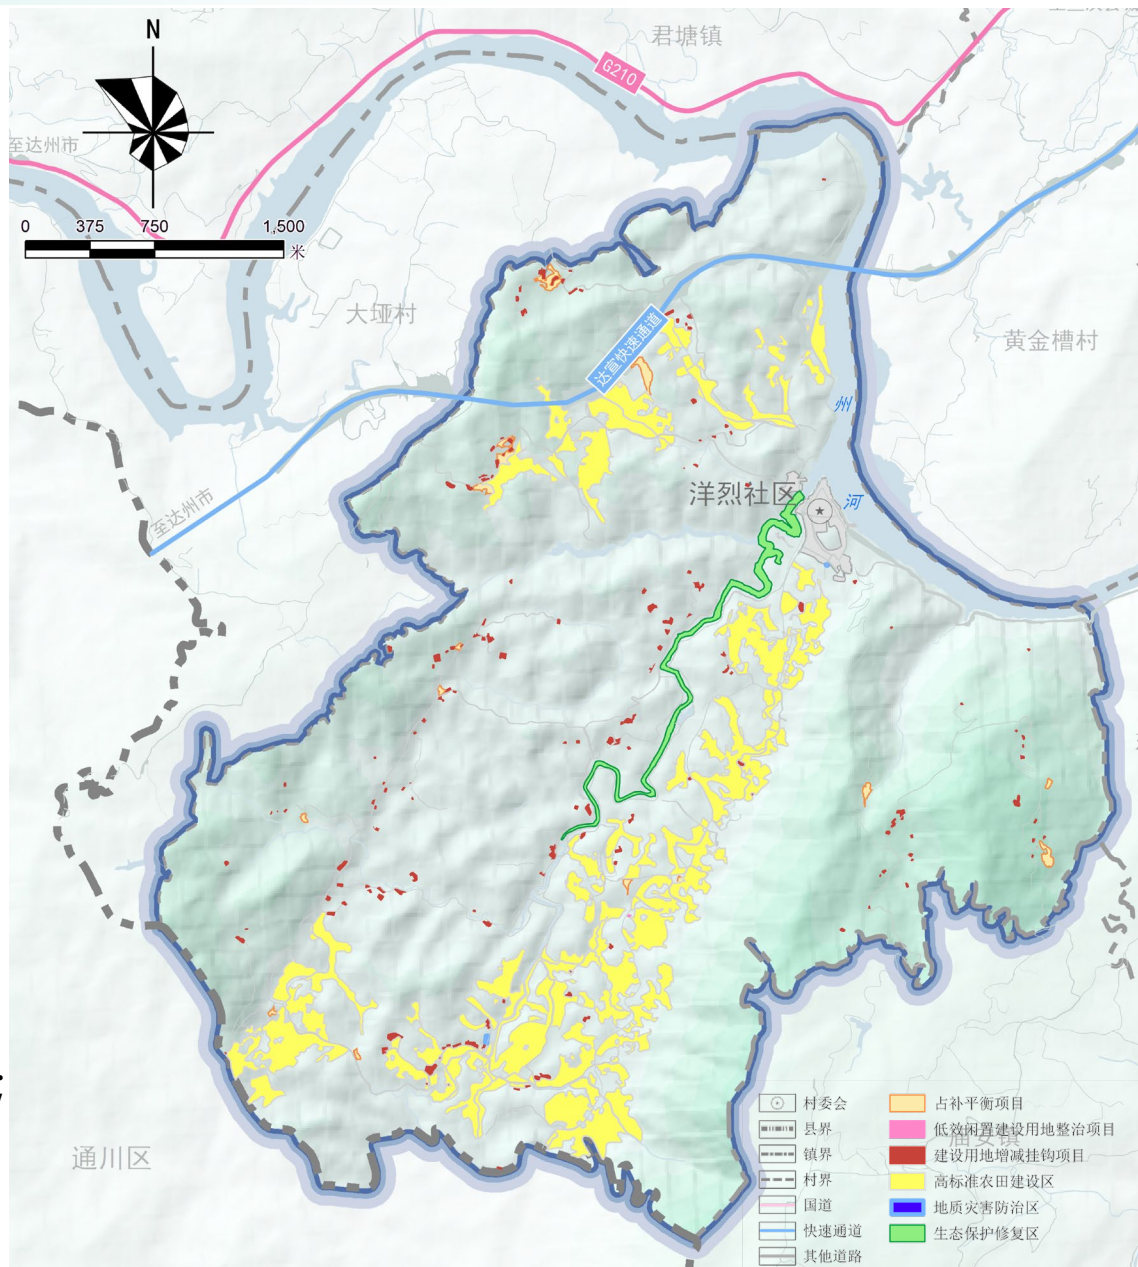 君塘镇
N
G210
至达州市
0 375 750 1,500
米
大垭村
达宣快速通道
黄金槽村
州
洋烈社区
河
至达州市
通川区
村委会
县界
镇界
村界
国道
快速通道
其他道路
占补平衡项目
低效闲置建设用地整治项目
建设用地增减挂钩项目
高标准农田建设区
地质灾害防治区
生态保护修复区